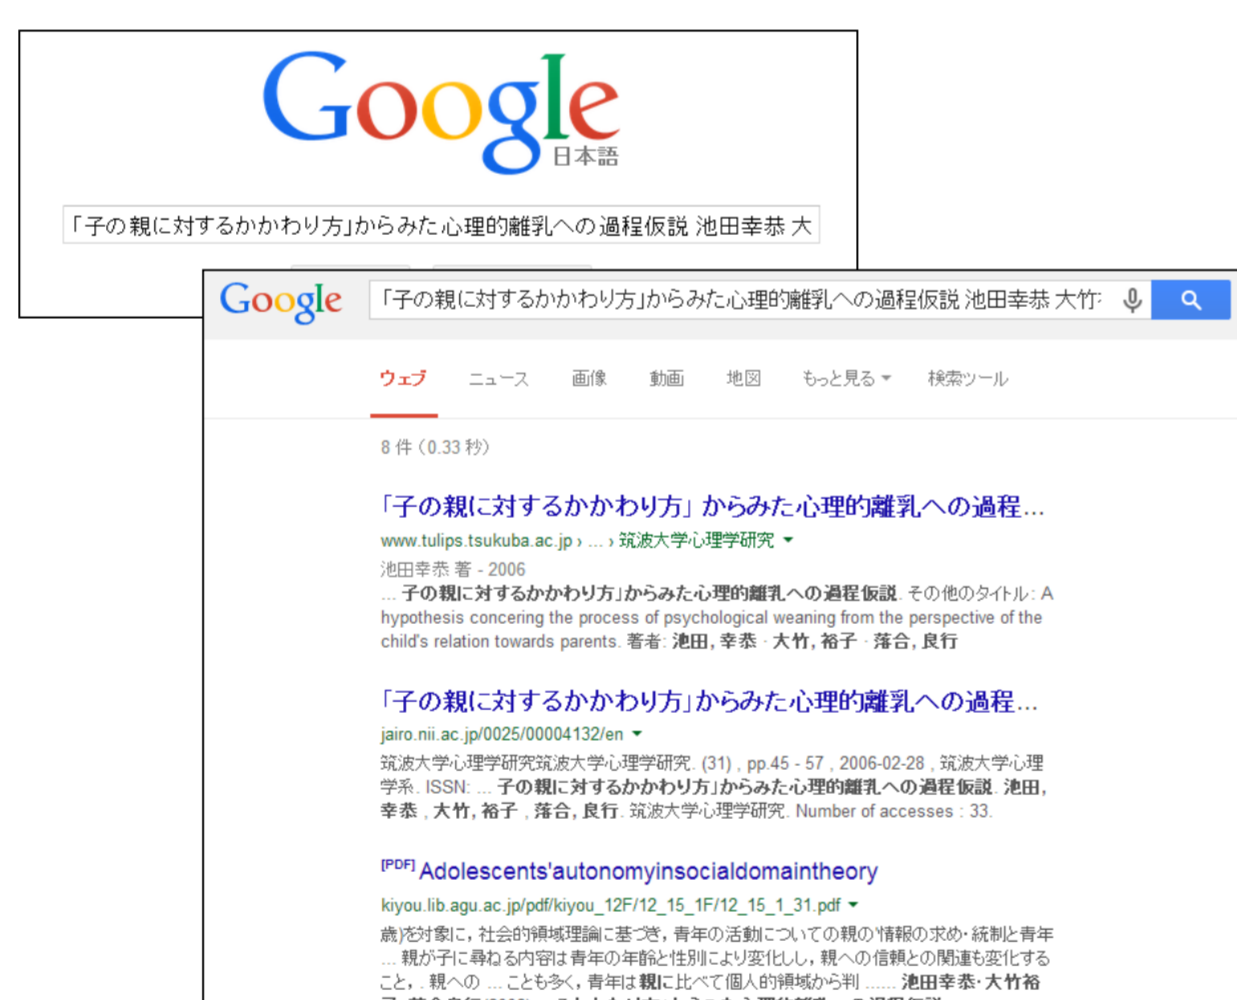 Google
日本語
「子の親に対するかかわり方」からみた心理的離乳への過程仮説 池田幸恭 大
Google
「子の親に対するかかわり方」からみた心理的離乳への過程仮説 池田幸恭 大竹
ウェブ ニュース 画像 動画 地図 もっと見る 検索ツール
8 件 (0.33 秒)
「子の親に対するかかわり方」 からみた心理的離乳への過程...
www.tulips.tsukuba.ac.jp › ... › 筑波大学心理学研究
池田幸恭 著 - 2006
... 子の親に対するかかわり方」からみた心理的離乳への過程仮説. その他のタイトル: A
hypothesis concering the process of psychological weaning from the perspective of the
child's relation towards parents. 著者: 池田, 幸恭 · 大竹, 裕子 · 落合, 良行
「子の親に対するかかわり方」からみた心理的離乳への過程...
jairo.nii.ac.jp/0025/00004132/en
筑波大学心理学研究筑波大学心理学研究. (31) , pp.45 - 57 , 2006-02-28 , 筑波大学心理
学系. ISSN: ... 子の親に対するかかわり方」からみた心理的離乳への過程仮説. 池田,
幸恭 , 大竹, 裕子 , 落合, 良行. 筑波大学心理学研究. Number of accesses : 33.
[PDF] Adolescents'autonomyinsocialdomaintheory
kiyou.lib.agu.ac.jp/pdf/kiyou_12F/12_15_1F/12_15_1_31.pdf
歳)を対象に, 社会的領域理論に基づき, 青年の活動についての親の情報の求め・統制と青年
... 親が子に尋ねる内容は青年の年齢と性別により変化しし, 親への信頼との関連も変化する
こと, . 親への ... ことも多く, 青年は親に比べて個人的領域から判 ...... 池田幸恭・大竹裕